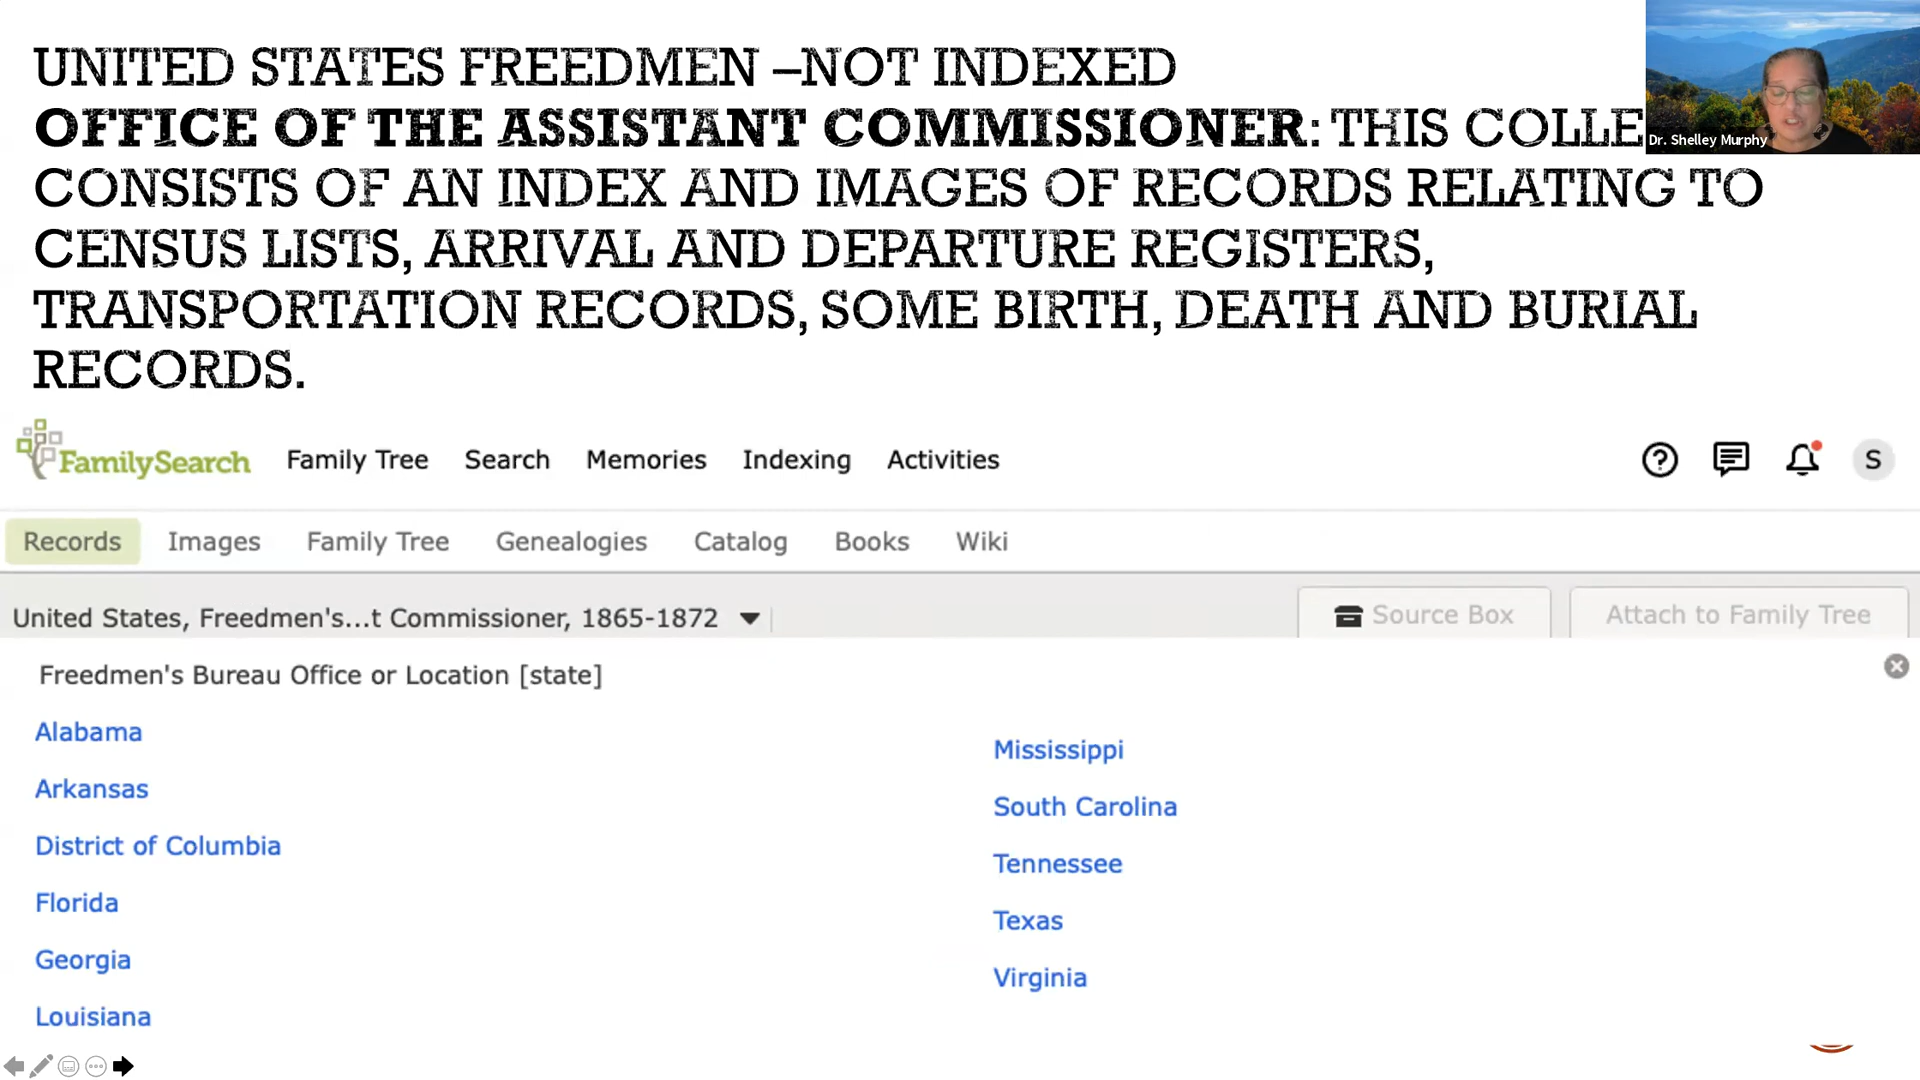 UNITED STATES FREEDMEN –NOT INDEXED
OFFICE OF THE ASSISTANT COMMISSIONER: THIS COLLE
CONSISTS OF AN INDEX AND IMAGES OF RECORDS RELATING TO
CENSUS LISTS, ARRIVAL AND DEPARTURE REGISTERS,
TRANSPORTATION RECORDS, SOME BIRTH, DEATH AND BURIAL
RECORDS.
Dr. Shelley Murphy
FamilySearch Family Tree Search Memories Indexing Activities S
Records Images Family Tree Genealogies Catalog Books Wiki
United States, Freedmen's...t Commissioner, 1865-1872 Source Box Attach to Family Tree
Freedmen's Bureau Office or Location [state]
Alabama
Arkansas
District of Columbia
Florida
Georgia
Louisiana
Mississippi
South Carolina
Tennessee
Texas
Virginia